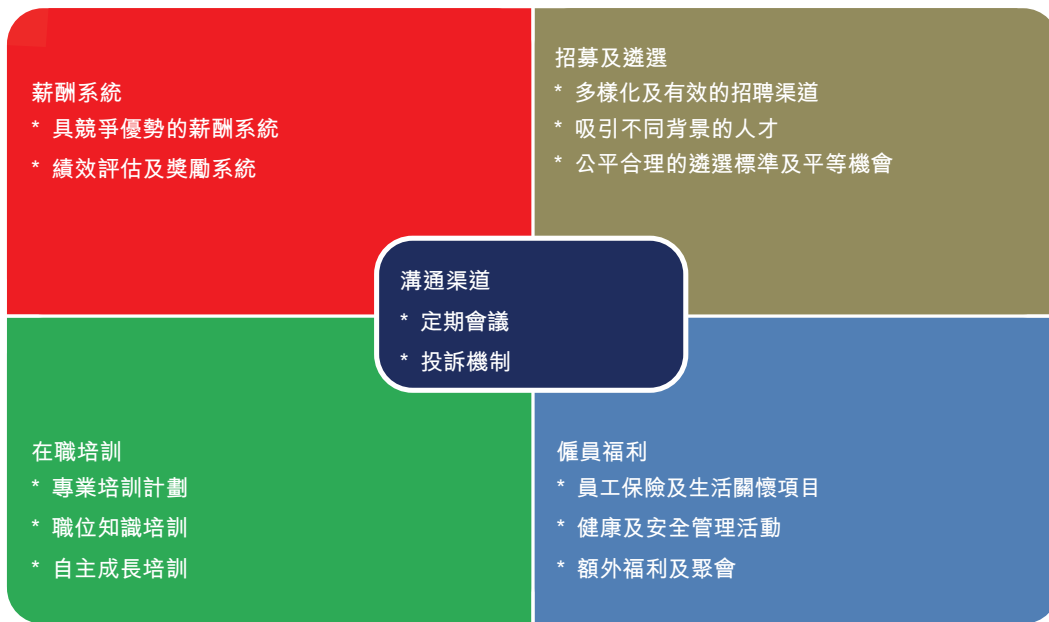 薪酬系統
* 具競爭優勢的薪酬系統
* 績效評估及獎勵系統
招募及遴選
* 多樣化及有效的招聘渠道
* 吸引不同背景的人才
* 公平合理的遴選標準及平等機會
溝通渠道
* 定期會議
* 投訴機制
在職培訓
* 專業培訓計劃
* 職位知識培訓
* 自主成長培訓
僱員福利
* 員工保險及生活關懷項目
* 健康及安全管理活動
* 額外福利及聚會